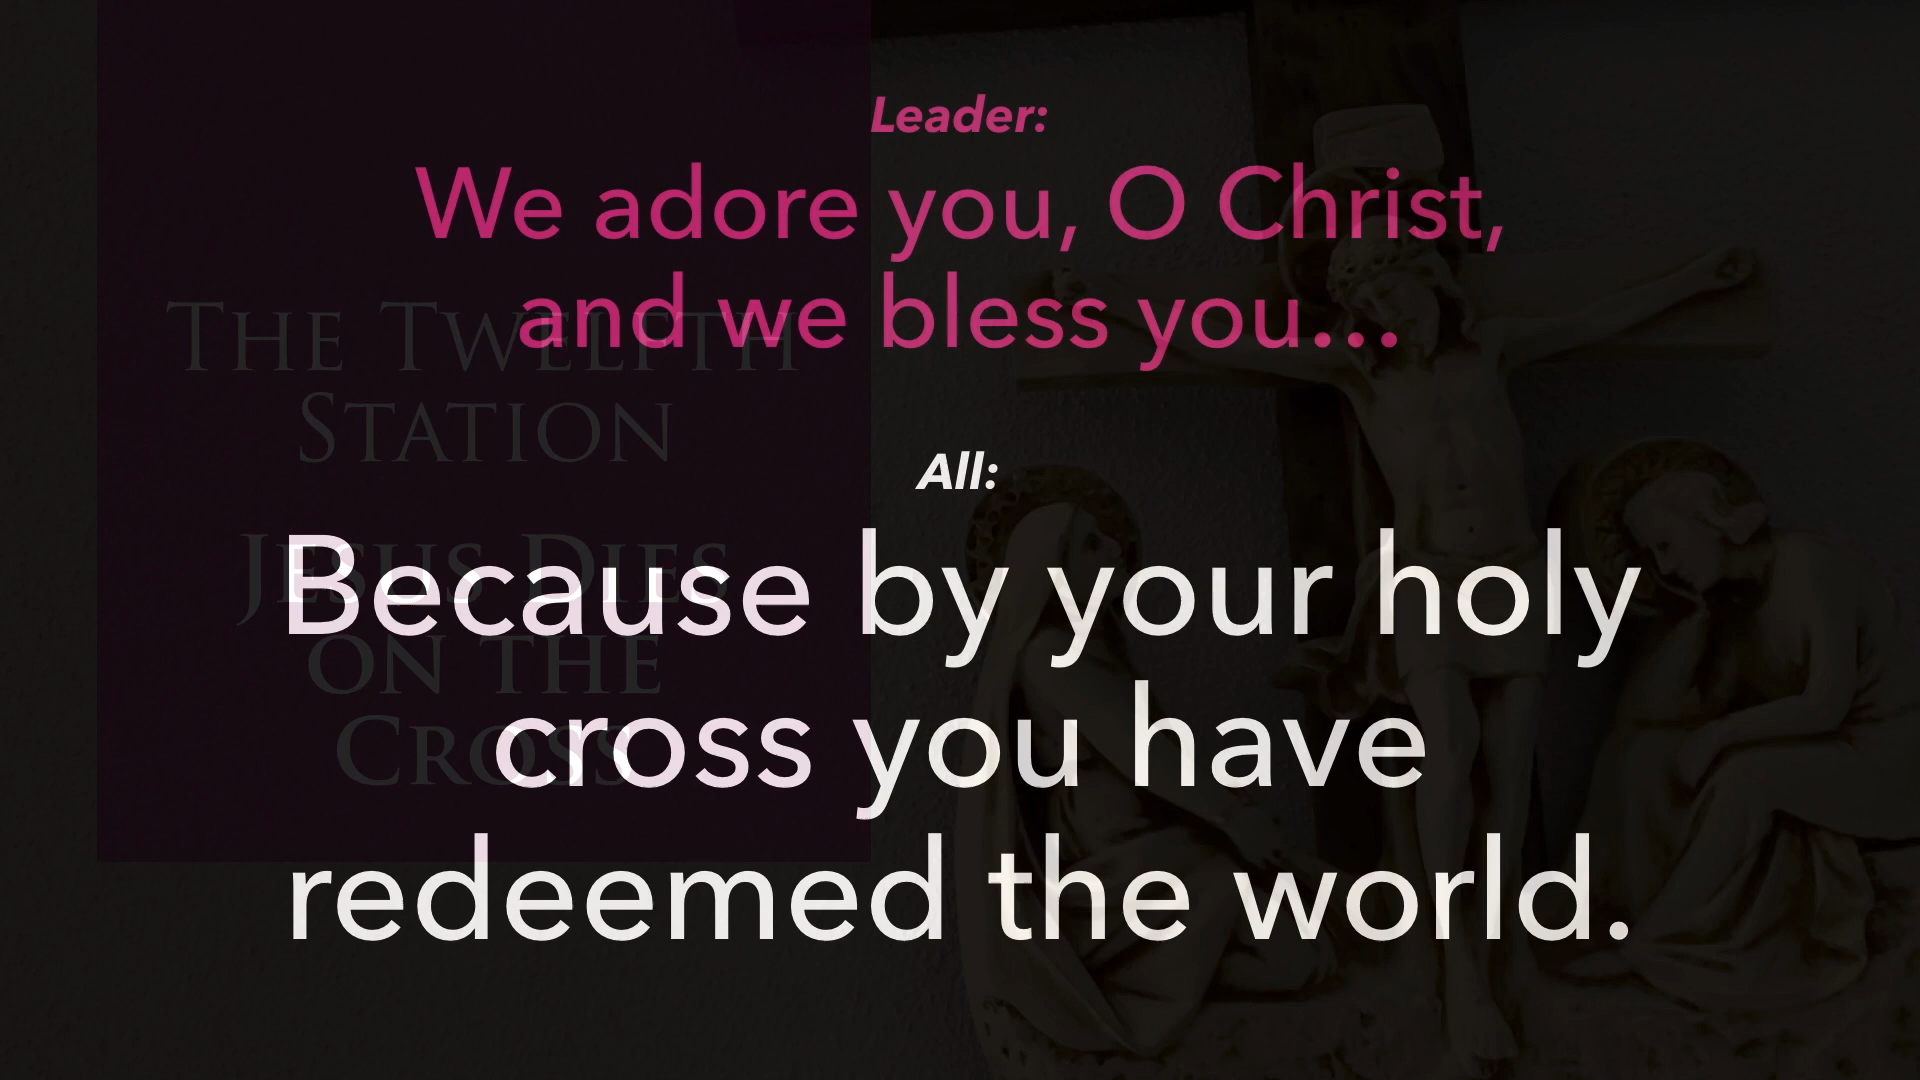 Leader:
We adore you, O Christ,
and we bless you...
All:
Because by your holy
cross you have
redeemed the world.
The Twelfth
Station
Jesus Dies
on the
Cross